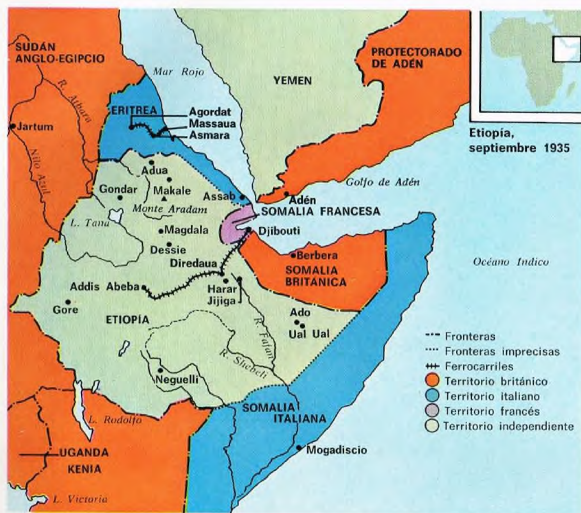 SUDÁN
ANGLO-EGIPCIO
Mar Rojo
YEMEN
PROTECTORADO
DE ADÉN
R. Atbara
Jartum
Nilo Azul
ERITREA
Agordat
Massaua
Asmara
Etiopía,
septiembre 1935
Adua
Makale
Gondar
Monte Aradam
Assab
Adén
Golfo de Adén
SOMALIA FRANCESA
L. Tana
Magdala
Djibouti
Dessie
Diredaua
Berbera
SOMALIA
BRITANICA
Océano Indico
Addis Abeba
Harar
Jijiga
Gore
ETIOPÍA
Ado
Ual Ual
R. Fafan
R. Shebeli
Neguelli
Fronteras
Fronteras imprecisas
Ferrocarriles
Territorio británico
Territorio italiano
Territorio francés
Territorio independiente
L. Rodolfo
SOMALIA
ITALIANA
UGANDA
KENIA
Mogadiscio
L. Victoria